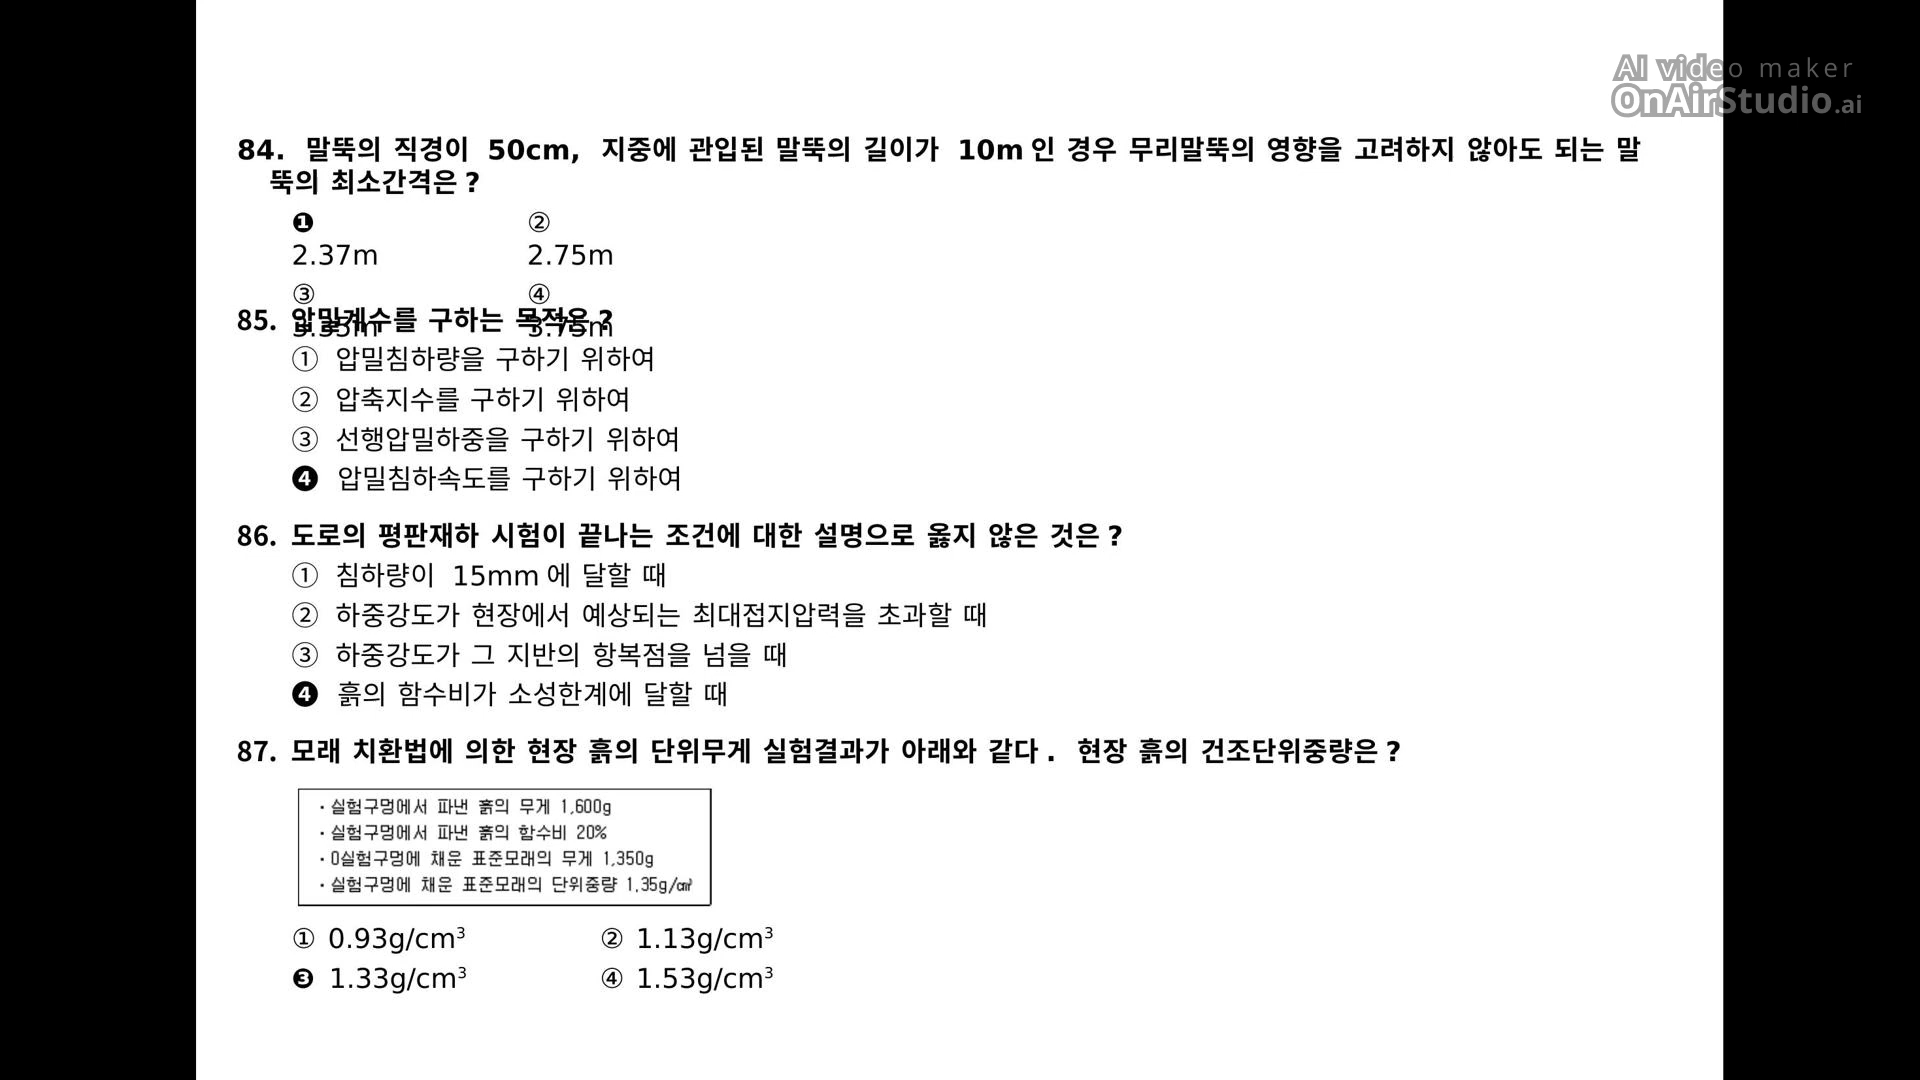 AI video maker
OnAirStudio.ai
84. 말뚝의 직경이 50cm, 지중에 관입된 말뚝의 길이가 10m인 경우 무리말뚝의 영향을 고려하지 않아도 되는 말
뚝의 최소간격은?
❶ ②
2.37m 2.75m
③ ④
3.35m 3.75m
85. 압밀계수를 구하는 목적은?
① 압밀침하량을 구하기 위하여
② 압축지수를 구하기 위하여
③ 선행압밀하중을 구하기 위하여
❹ 압밀침하속도를 구하기 위하여
86. 도로의 평판재하 시험이 끝나는 조건에 대한 설명으로 옳지 않은 것은?
① 침하량이 15mm에 달할 때
② 하중강도가 현장에서 예상되는 최대접지압력을 초과할 때
③ 하중강도가 그 지반의 항복점을 넘을 때
❹ 흙의 함수비가 소성한계에 달할 때
87. 모래 치환법에 의한 현장 흙의 단위무게 실험결과가 아래와 같다. 현장 흙의 건조단위중량은?
· 실험구멍에서 파낸 흙의 무게 1,600g
· 실험구멍에서 파낸 흙의 함수비 20%
· 0실험구멍에 채운 표준모래의 무게 1,350g
· 실험구멍에 채운 표준모래의 단위중량 1.35g/㎤
① 0.93g/cm³ ② 1.13g/cm³
❸ 1.33g/cm³ ④ 1.53g/cm³